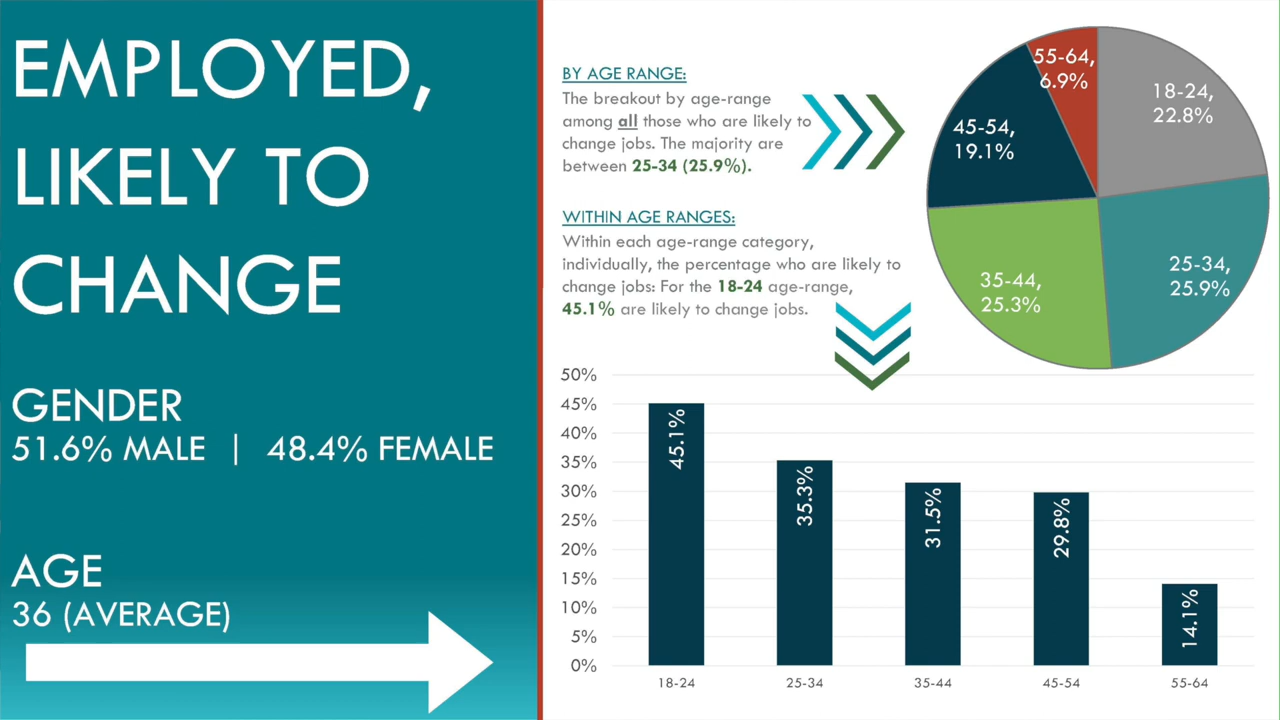 EMPLOYED,
LIKELY TO
CHANGE
GENDER
51.6% MALE | 48.4% FEMALE
AGE
36 (AVERAGE)
BY AGE RANGE:
The breakout by age-range
among all those who are likely to
change jobs. The majority are
between 25-34 (25.9%).
WITHIN AGE RANGES:
Within each age-range category,
individually, the percentage who are likely to
change jobs: For the 18-24 age-range,
45.1% are likely to change jobs.
55-64,
6.9%
18-24,
22.8%
45-54,
19.1%
25-34,
25.9%
35-44,
25.3%
50%
45%
40%
35%
30%
25%
20%
15%
10%
5%
0%
45.1%
35.3%
31.5%
29.8%
14.1%
18-24
25-34
35-44
45-54
55-64